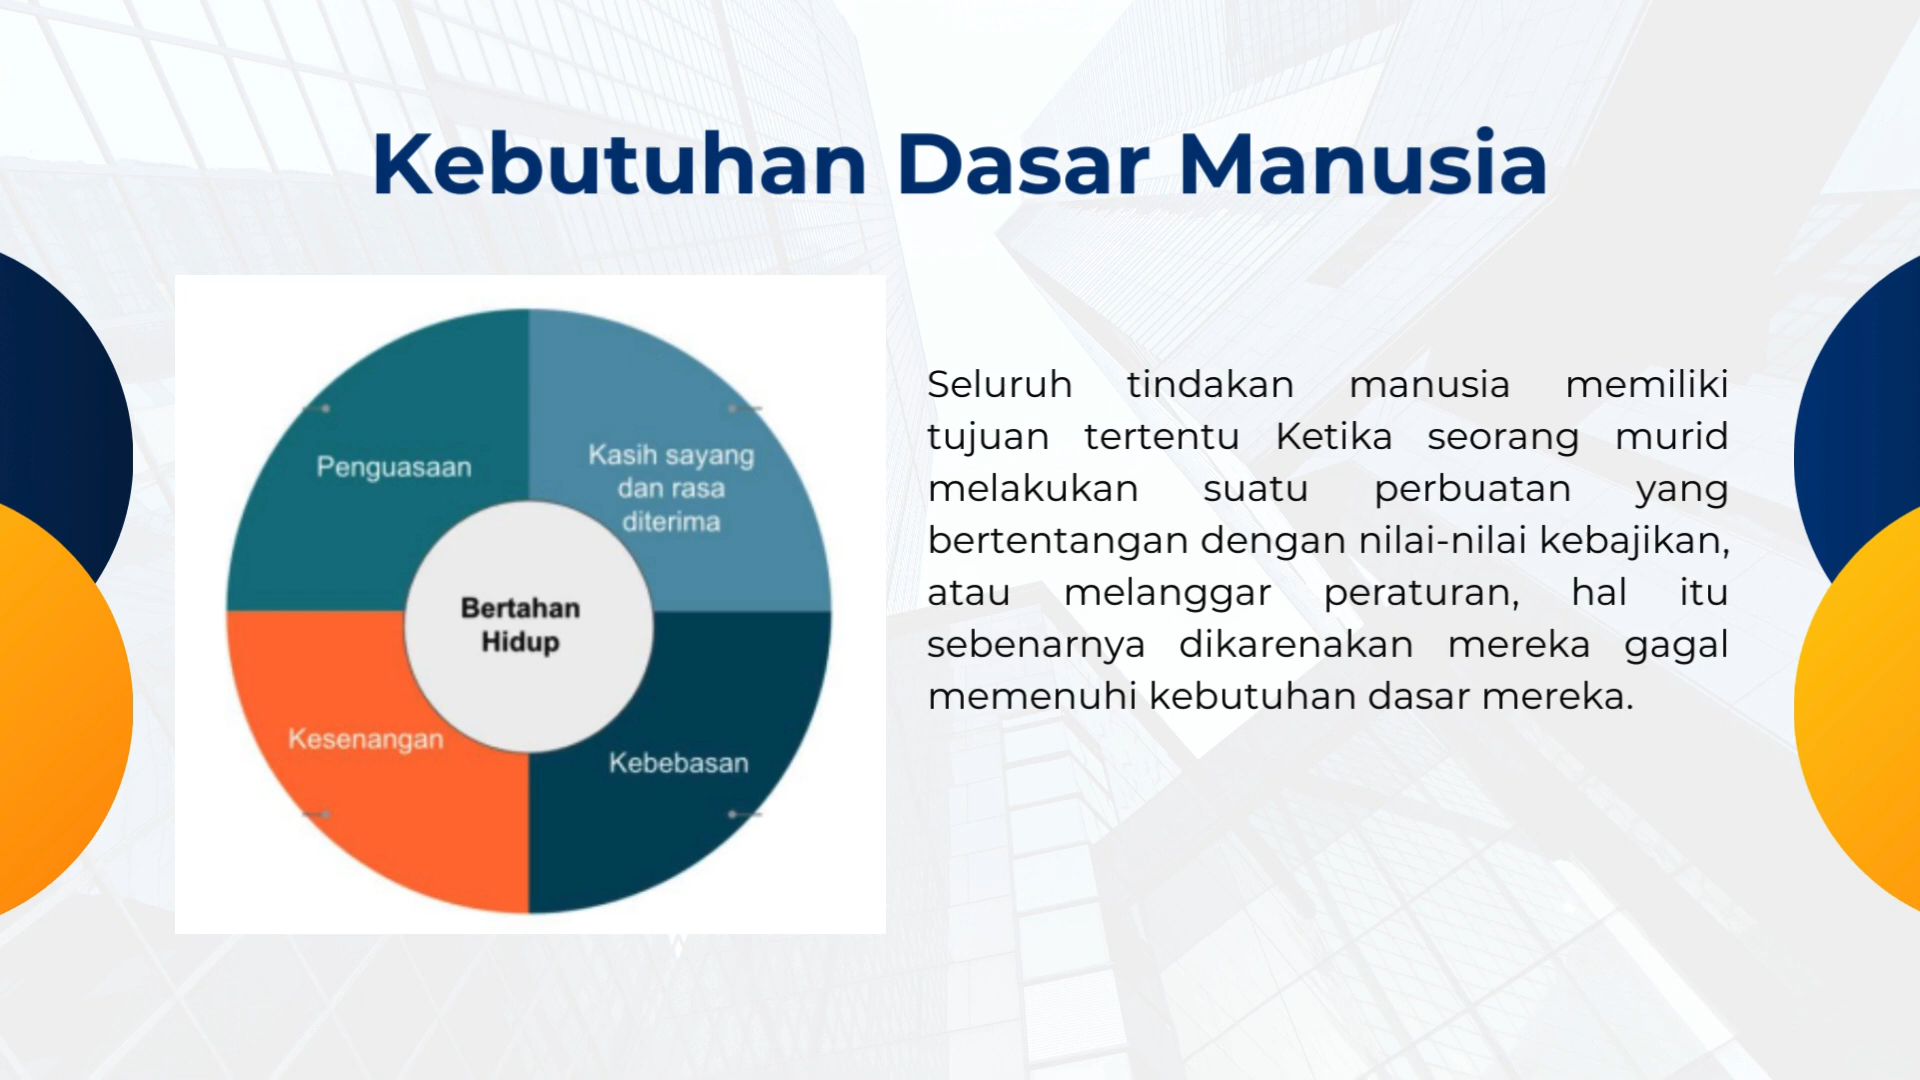 Kebutuhan Dasar Manusia
Penguasaan
Kasih sayang
dan rasa
diterima
Bertahan
Hidup
Kesenangan
Kebebasan
Seluruh tindakan manusia memiliki
tujuan tertentu Ketika seorang murid
melakukan suatu perbuatan yang
bertentangan dengan nilai-nilai kebajikan,
atau melanggar peraturan, hal itu
sebenarnya dikarenakan mereka gagal
memenuhi kebutuhan dasar mereka.